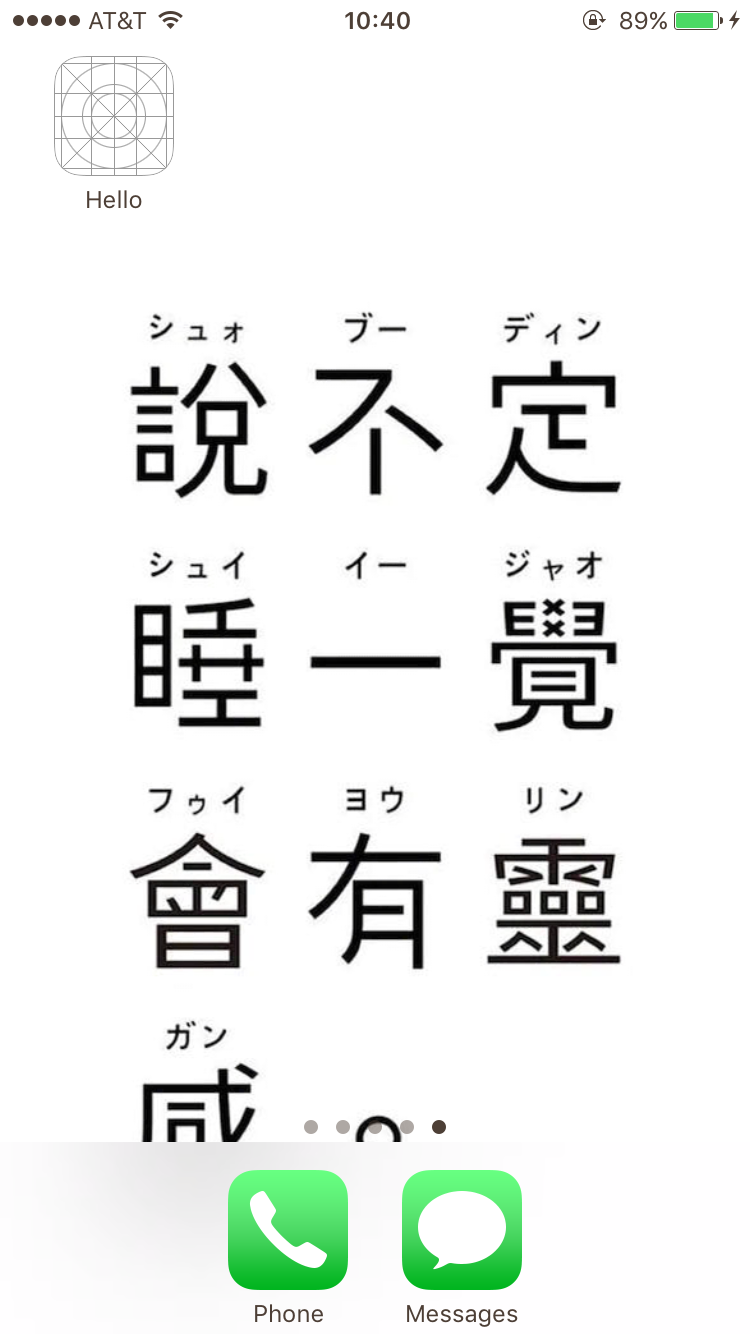 AT&T 10:40 89%
Hello
シュォ ブー ディン
說不定
シュイ イー ジャオ
睡一覺
フゥイ ヨウ リン
會有靈
ガン
感。
Phone Messages